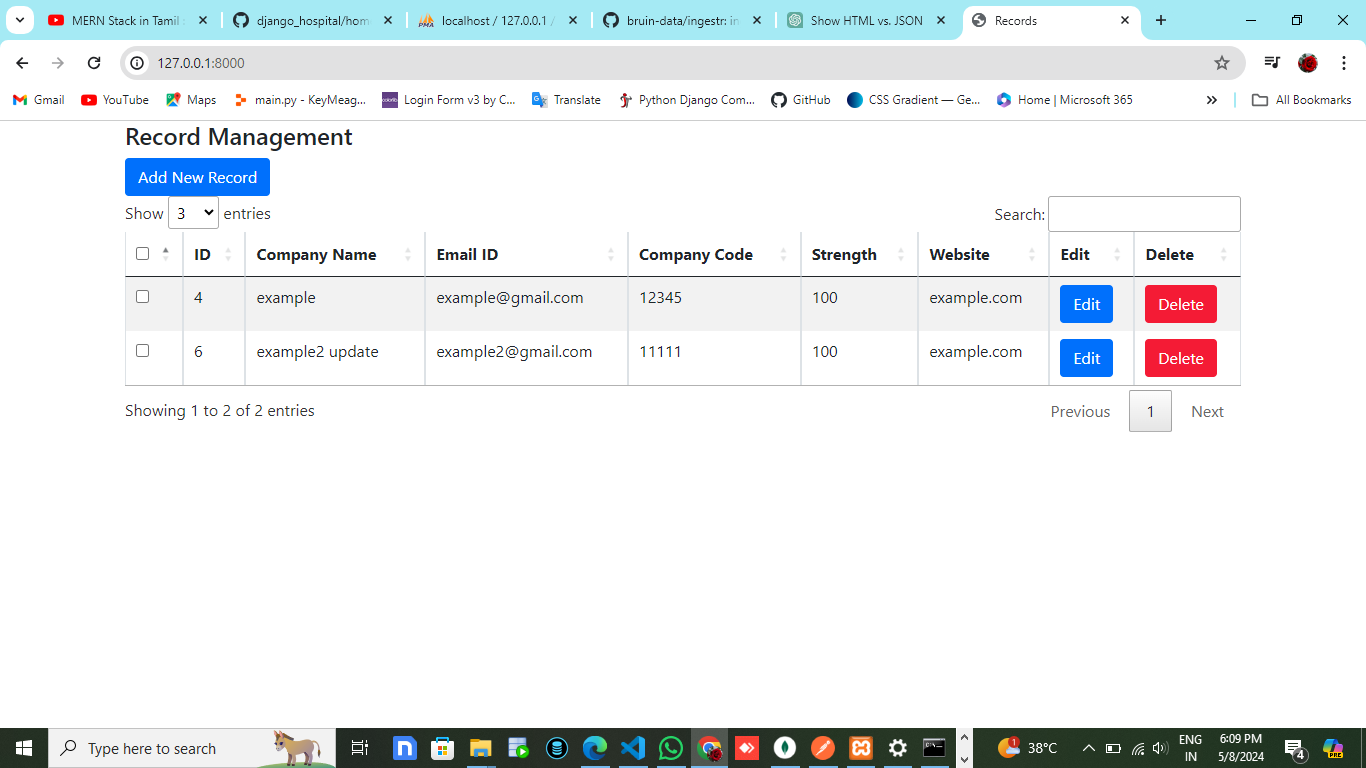 MERN Stack in Tamil
django_hospital/hom
localhost / 127.0.0.1 /
bruin-data/ingestr: in
Show HTML vs. JSON
Records
127.0.0.1:8000
Gmail
YouTube
Maps
main.py - KeyMeag...
Login Form v3 by C...
Translate
Python Django Com...
GitHub
CSS Gradient — Ge...
Home | Microsoft 365
All Bookmarks
Record Management
Add New Record
Show 3 entries
Search:
ID Company Name Email ID Company Code Strength Website Edit Delete
4 example example@gmail.com 12345 100 example.com Edit Delete
6 example2 update example2@gmail.com 11111 100 example.com Edit Delete
Showing 1 to 2 of 2 entries
Previous 1 Next
Type here to search
38°C
ENG
IN
6:09 PM
5/8/2024
4